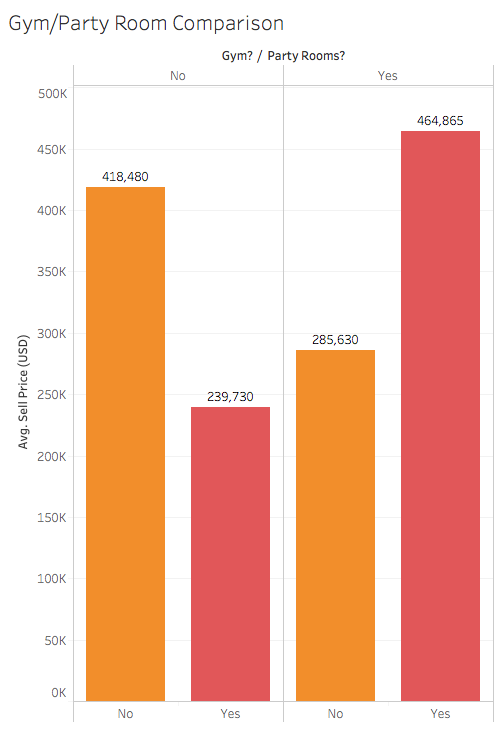 Gym/Party Room Comparison
Gym? / Party Rooms?
No Yes
500K
464,865
450K
418,480
400K
350K
300K
285,630
250K
239,730
200K
150K
100K
50K
0K
Avg. Sell Price (USD)
No Yes No Yes